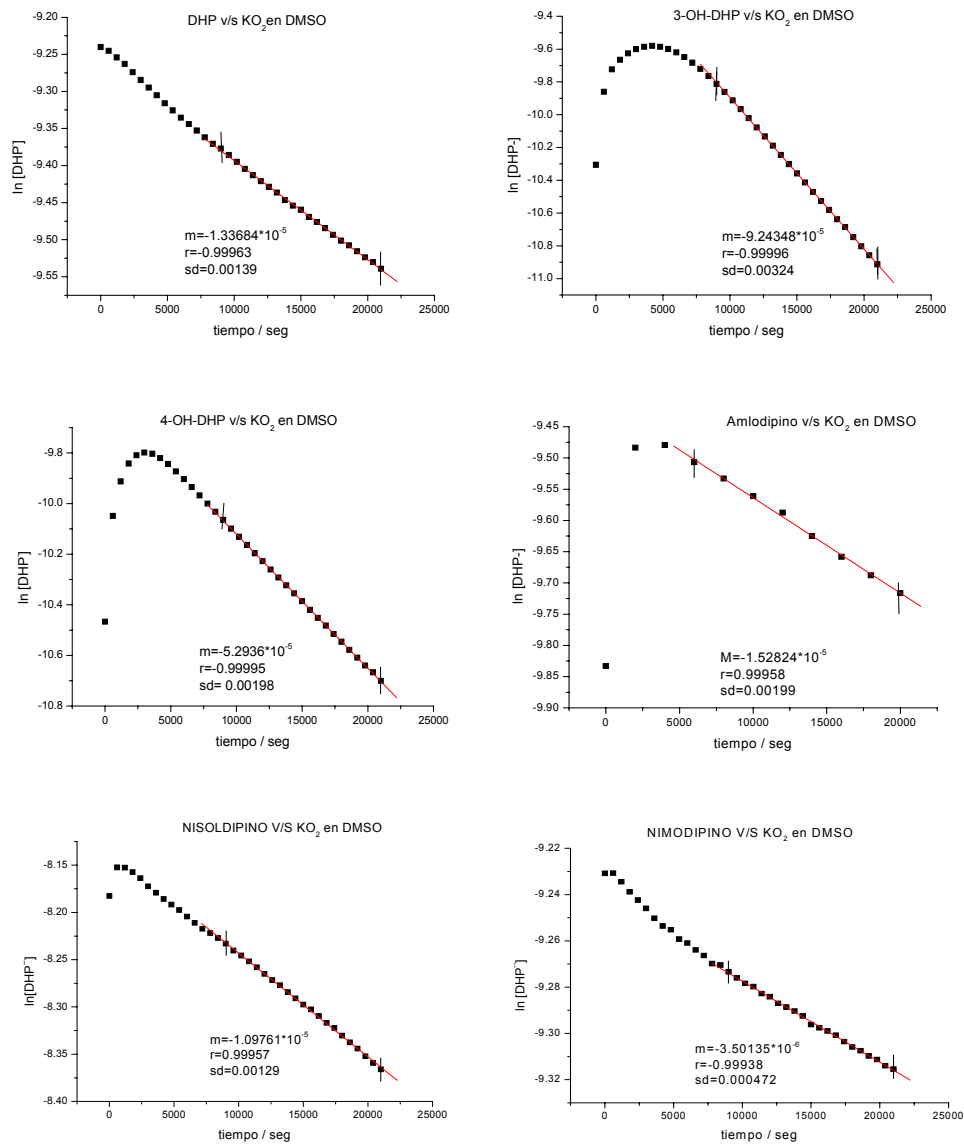 DHP v/s KO₂ en DMSO
-9.20
-9.25
-9.30
-9.35
-9.40
-9.45
-9.50
-9.55
ln [DHP⁻]
m=-1.33684*10⁻⁵
r=-0.99963
sd=0.00139
0 5000 10000 15000 20000 25000
tiempo / seg
3-OH-DHP v/s KO₂ en DMSO
-9.4
-9.6
-9.8
-10.0
-10.2
-10.4
-10.6
-10.8
-11.0
ln [DHP-]
m=-9.24348*10⁻⁵
r=-0.99996
sd=0.00324
0 5000 10000 15000 20000 25000
tiempo / seg
4-OH-DHP v/s KO₂ en DMSO
-9.8
-10.0
-10.2
-10.4
-10.6
-10.8
ln [DHP⁻]
m=-5.2936*10⁻⁵
r=-0.99995
sd= 0.00198
0 5000 10000 15000 20000 25000
tiempo / seg
Amlodipino v/s KO₂ en DMSO
-9.45
-9.50
-9.55
-9.60
-9.65
-9.70
-9.75
-9.80
-9.85
-9.90
ln [DHP-]
M=-1.52824*10⁻⁵
r=0.99958
sd=0.00199
0 5000 10000 15000 20000
tiempo / seg
NISOLDIPINO V/S KO₂ en DMSO
-8.15
-8.20
-8.25
-8.30
-8.35
-8.40
ln[DHP⁻]
m=-1.09761*10⁻⁵
r=0.99957
sd=0.00129
0 5000 10000 15000 20000 25000
tiempo / seg
NIMODIPINO V/S KO₂ en DMSO
-9.22
-9.24
-9.26
-9.28
-9.30
-9.32
ln [DHP⁻]
m=-3.50135*10⁻⁶
r=-0.99938
sd=0.000472
0 5000 10000 15000 20000 25000
tiempo / seg